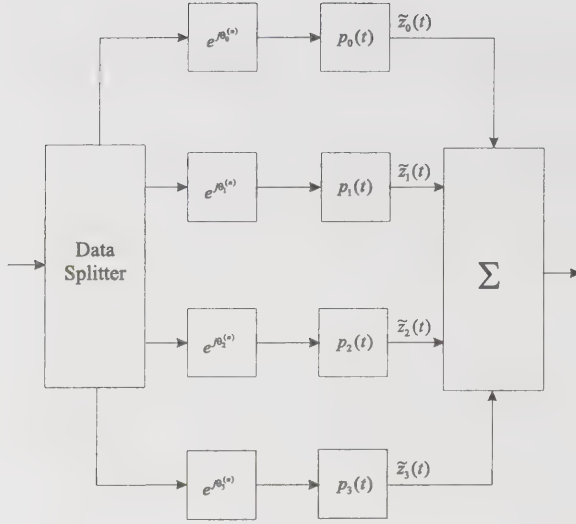 e^{jθ_0^{(n)}} p_0(t) z̃_0(t)
e^{jθ_1^{(n)}} p_1(t) z̃_1(t)
Data
Splitter
Σ
e^{jθ_2^{(n)}} p_2(t) z̃_2(t)
e^{jθ_3^{(n)}} p_3(t) z̃_3(t)